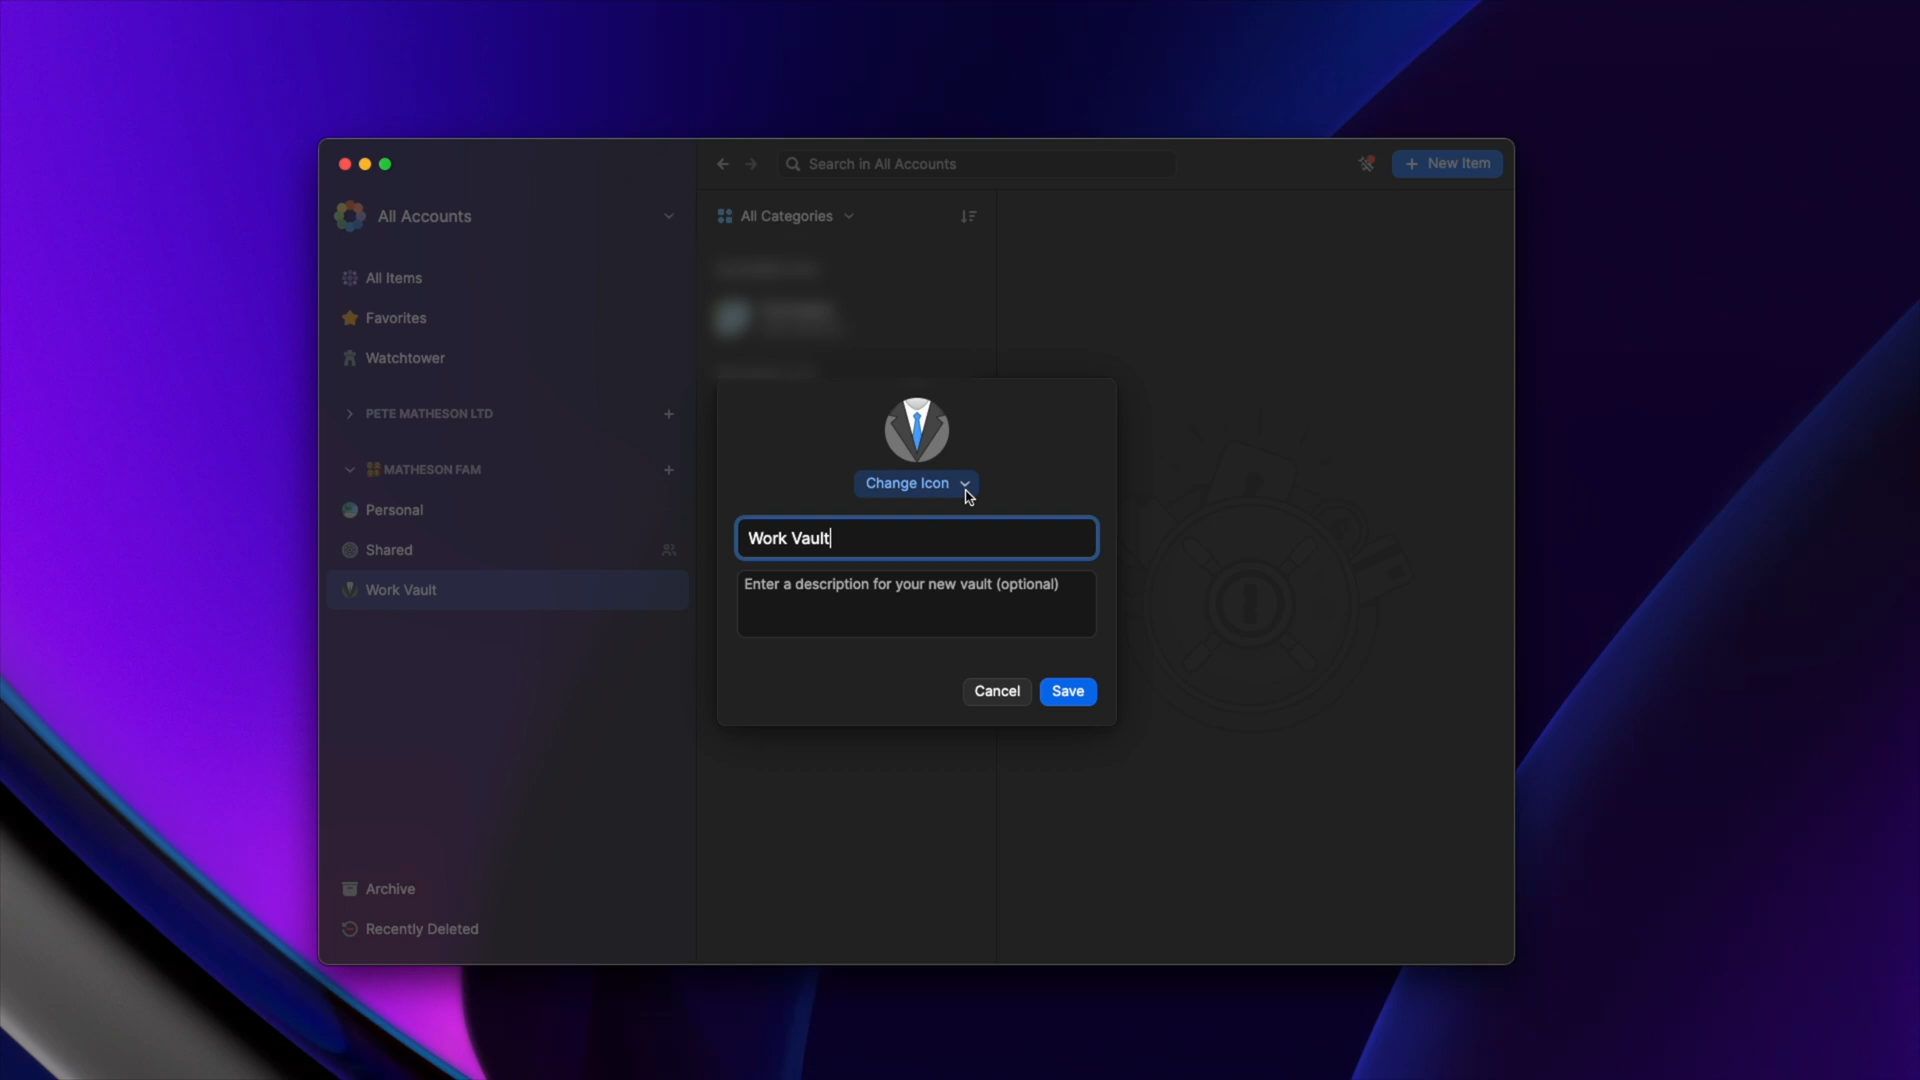 Search in All Accounts
New Item
All Accounts
All Categories
All Items
Favorites
Watchtower
PETE MATHESON LTD
MATHESON FAM
Personal
Shared
Work Vault
Archive
Recently Deleted
Change Icon
Work Vault
Enter a description for your new vault (optional)
Cancel
Save